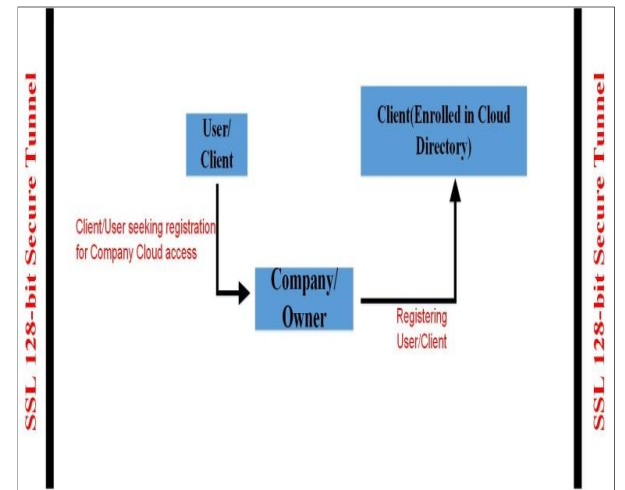 SSL 128-bit Secure Tunnel
User/
Client
Client(Enrolled in Cloud
Directory)
Client/User seeking registration
for Company Cloud access
Company/
Owner
Registering
User/Client
SSL 128-bit Secure Tunnel